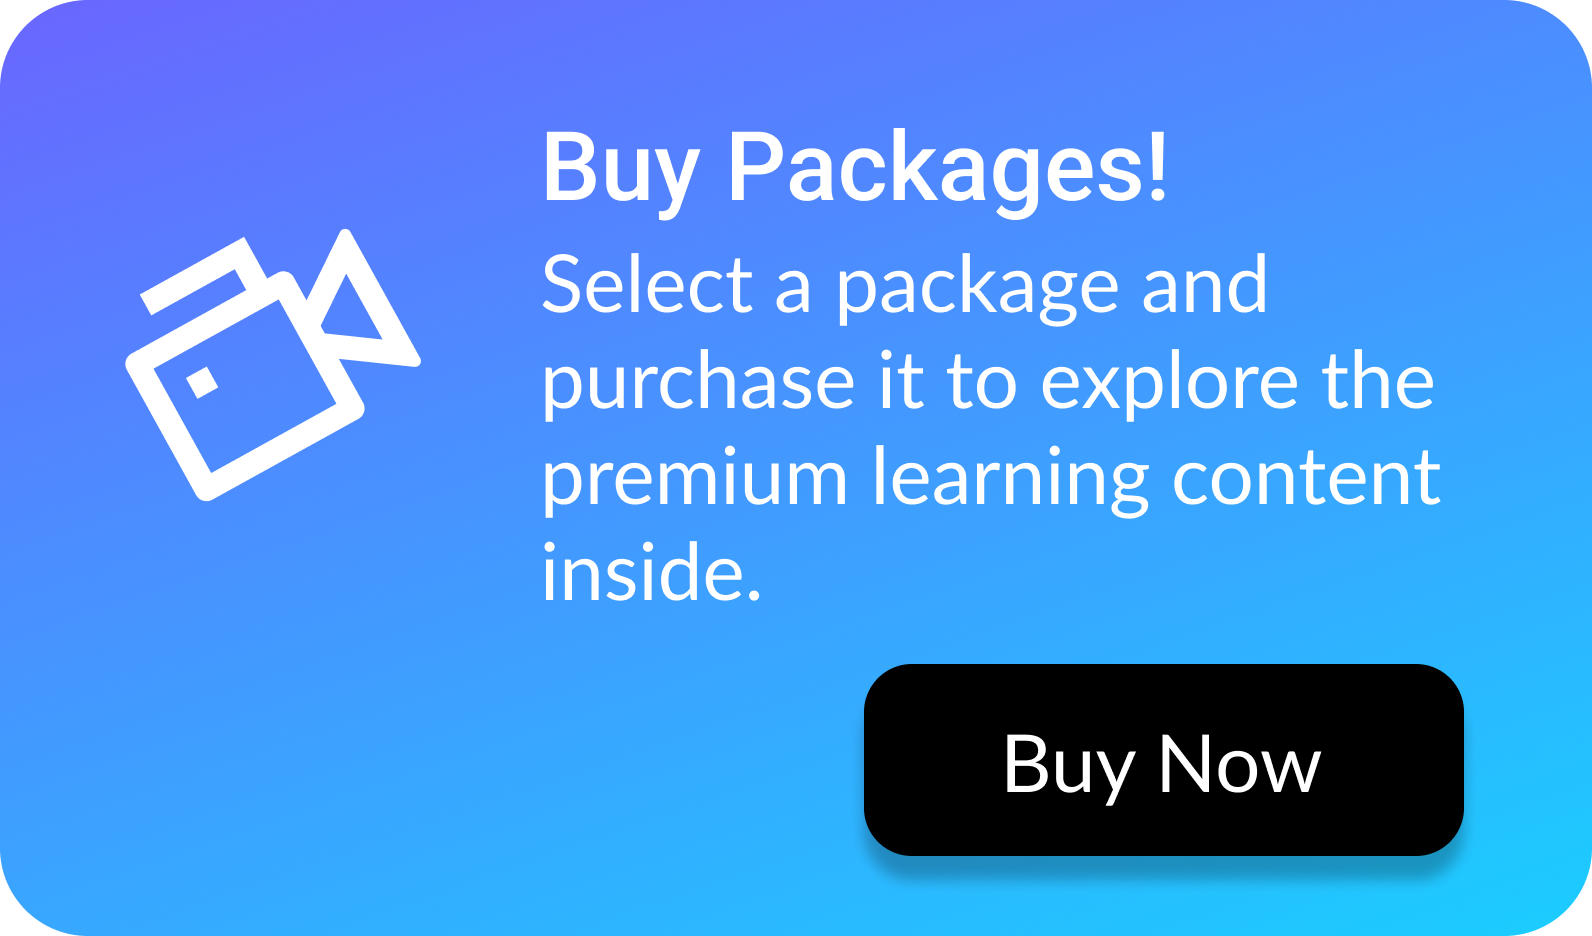 Buy Packages!
Select a package and
purchase it to explore the
premium learning content
inside.
Buy Now